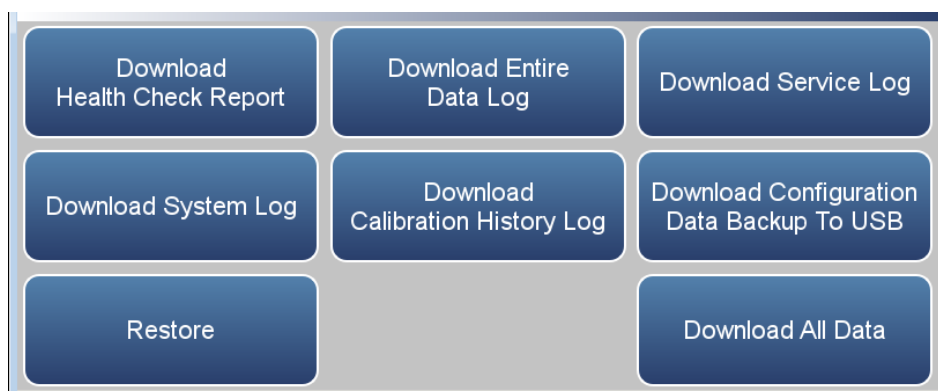 Download
Health Check Report
Download Entire
Data Log
Download Service Log
Download System Log
Download
Calibration History Log
Download Configuration
Data Backup To USB
Restore
Download All Data